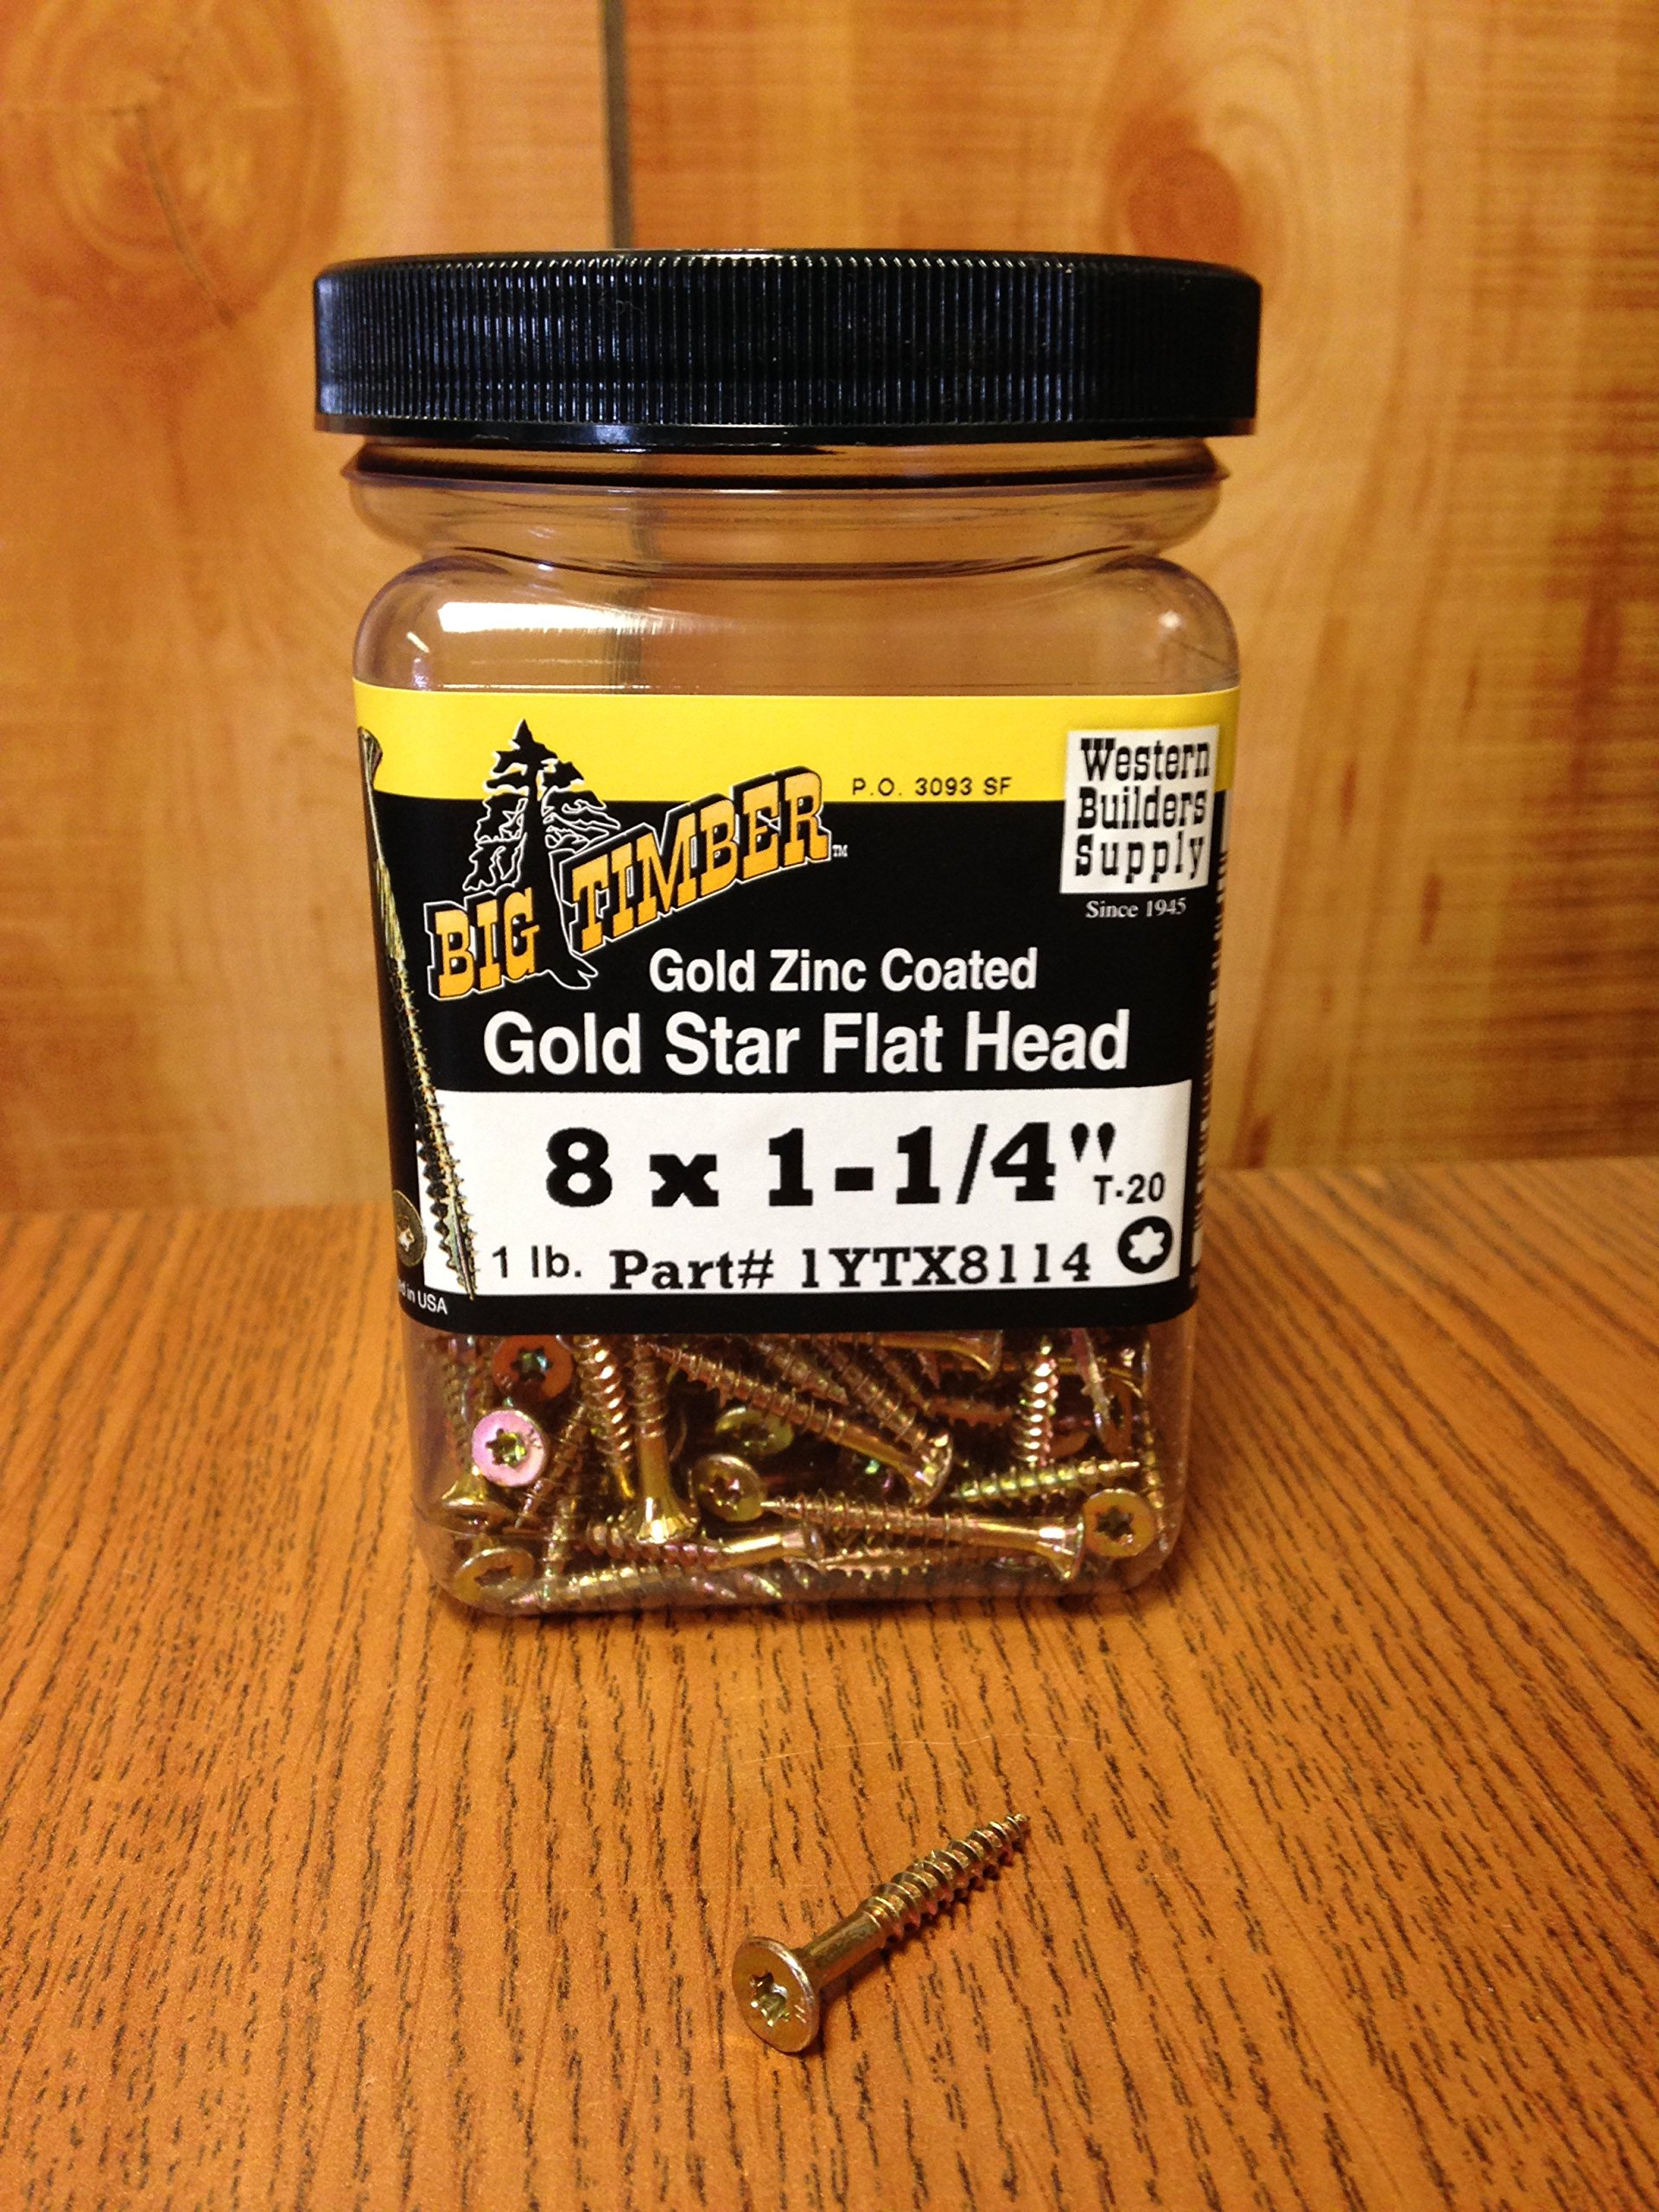 BIG TIMBER™
P.O. 3093 SF
Western
Builders
Supply
Since 1945
Gold Zinc Coated
Gold Star Flat Head
8 x 1-1/4"
T-20
1 lb. Part# 1YTX8114
in USA